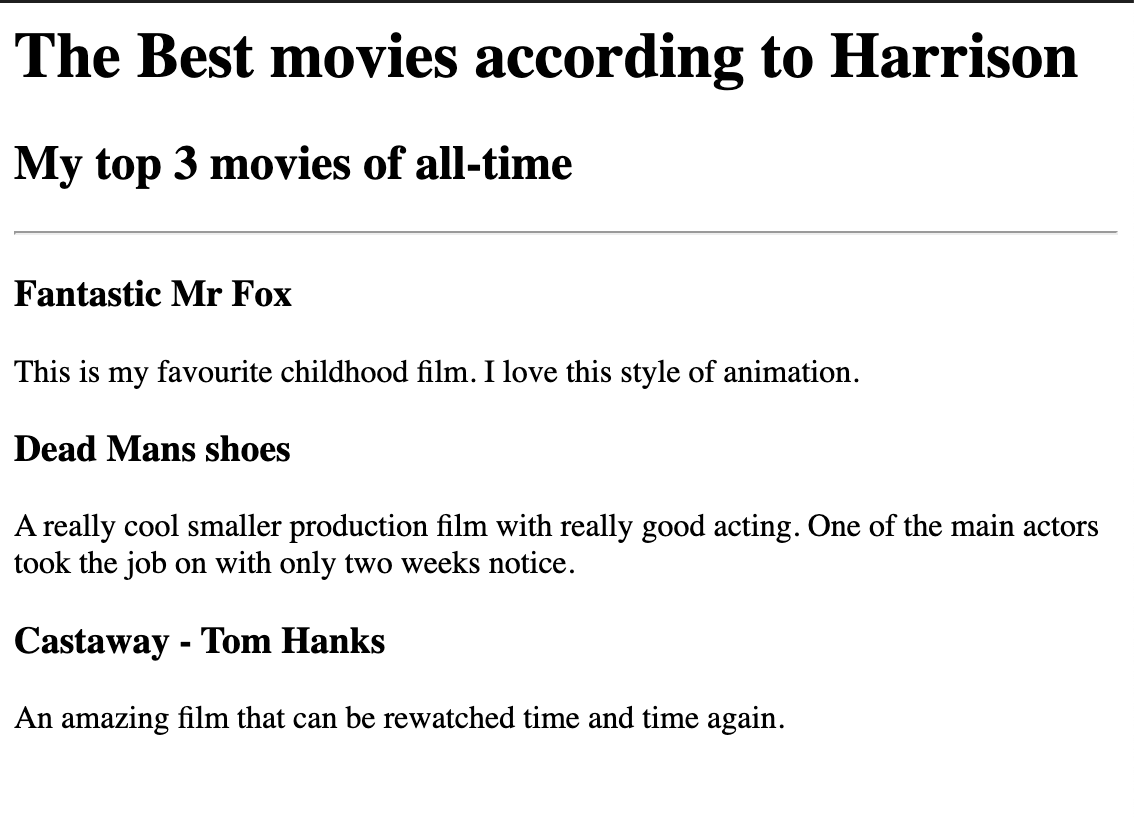 The Best movies according to Harrison
My top 3 movies of all-time
Fantastic Mr Fox
This is my favourite childhood film. I love this style of animation.
Dead Mans shoes
A really cool smaller production film with really good acting. One of the main actors
took the job on with only two weeks notice.
Castaway - Tom Hanks
An amazing film that can be rewatched time and time again.